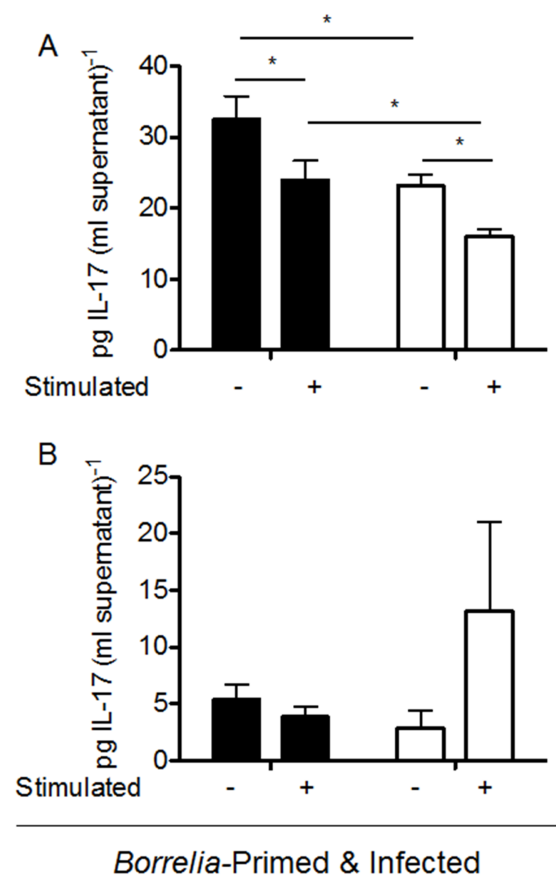 A
*
*
*
*
pg IL-17 (ml supernatant)-1
40
30
20
10
0
Stimulated - + - +
B
pg IL-17 (ml supernatant)-1
25
20
15
10
5
0
Stimulated - + - +
Borrelia-Primed & Infected